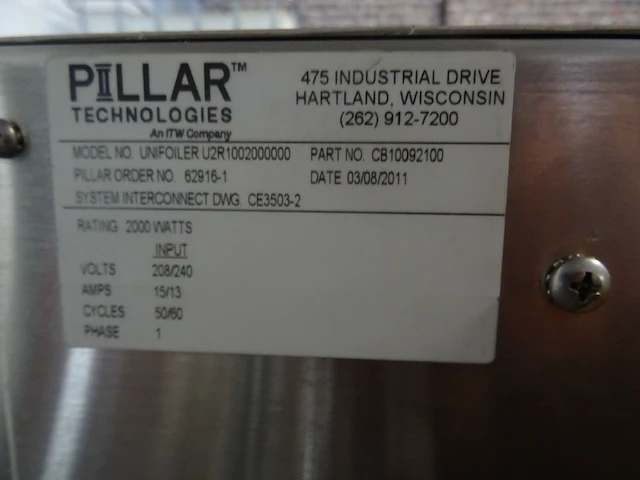 PILLAR™
TECHNOLOGIES
An ITW Company
475 INDUSTRIAL DRIVE
HARTLAND, WISCONSIN
(262) 912-7200
MODEL NO. UNIFOILER U2R1002000000 PART NO. CB10092100
PILLAR ORDER NO. 62916-1 DATE 03/08/2011
SYSTEM INTERCONNECT DWG. CE3503-2
RATING 2000 WATTS
INPUT
VOLTS 208/240
AMPS 15/13
CYCLES 50/60
PHASE 1